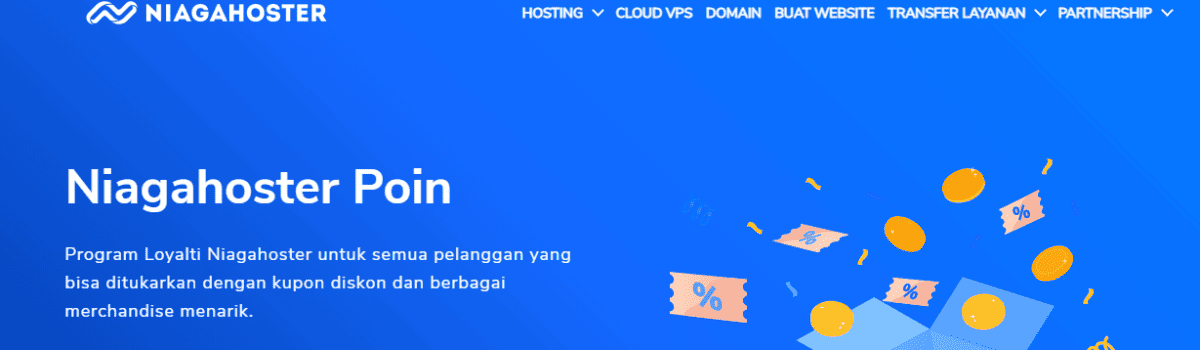 NIAGAHOSTER
HOSTING CLOUD VPS DOMAIN BUAT WEBSITE TRANSFER LAYANAN PARTNERSHIP
Niagahoster Poin
Program Loyalti Niagahoster untuk semua pelanggan yang
bisa ditukarkan dengan kupon diskon dan berbagai
merchandise menarik.
%
%
%
%